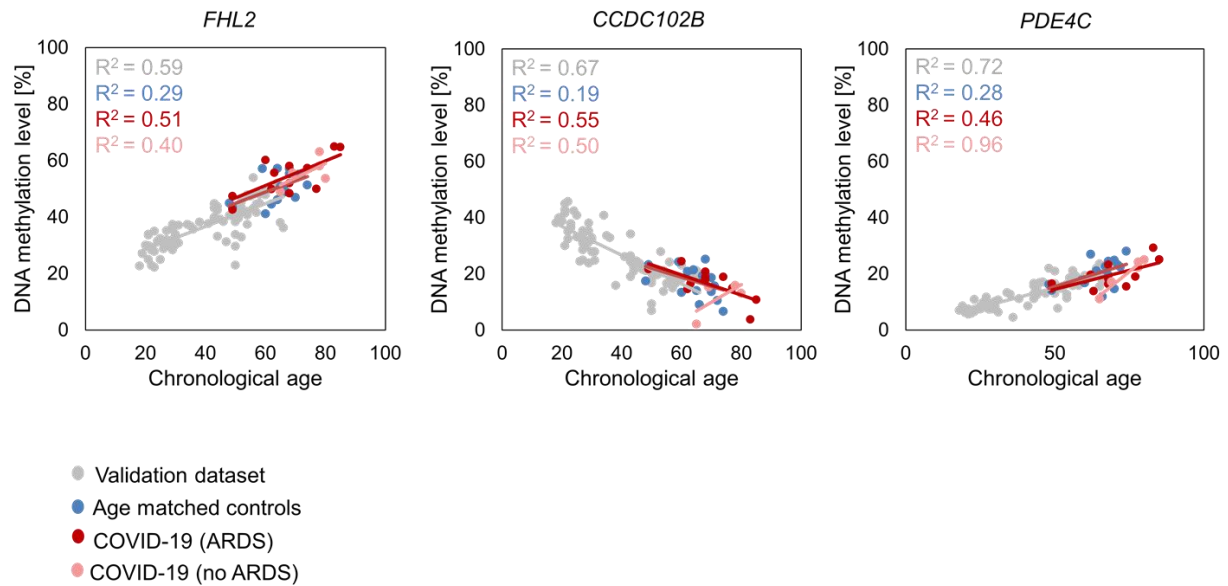 FHL2
DNA methylation level [%]
100
80
60
40
20
0
R² = 0.59
R² = 0.29
R² = 0.51
R² = 0.40
0 20 40 60 80 100
Chronological age
CCDC102B
DNA methylation level [%]
100
80
60
40
20
0
R² = 0.67
R² = 0.19
R² = 0.55
R² = 0.50
0 20 40 60 80 100
Chronological age
PDE4C
DNA methylation level [%]
100
80
60
40
20
0
R² = 0.72
R² = 0.28
R² = 0.46
R² = 0.96
0 50 100
Chronological age
Validation dataset
Age matched controls
COVID-19 (ARDS)
COVID-19 (no ARDS)